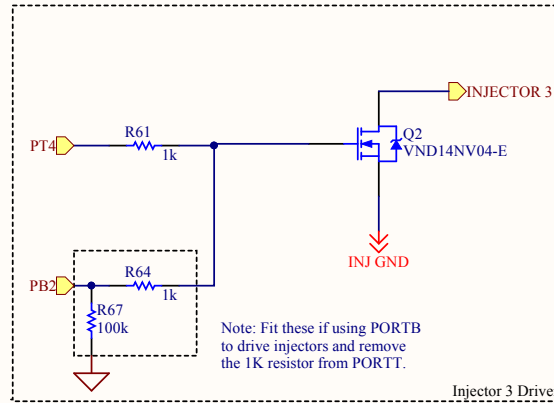 INJECTOR 3
R61
PT4
1k
Q2
VND14NV04-E
INJ GND
R64
PB2
1k
R67
100k
Note: Fit these if using PORTB
to drive injectors and remove
the 1K resistor from PORTT.
Injector 3 Drive